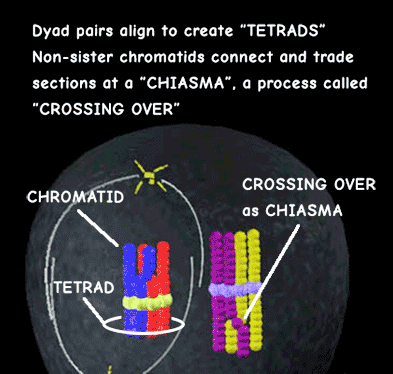 Dyad pairs align to create "TETRADS"
Non-sister chromatids connect and trade
sections at a "CHIASMA", a process called
"CROSSING OVER"
CROSSING OVER
as CHIASMA
CHROMATID
TETRAD